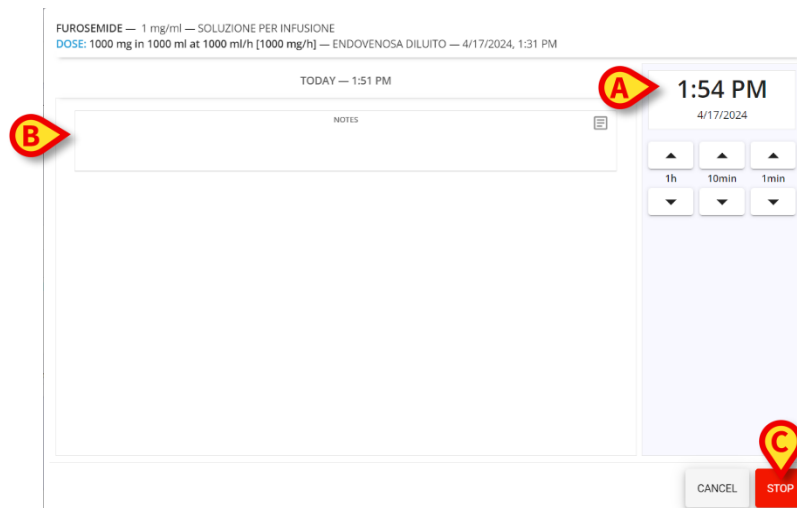 FUROSEMIDE — 1 mg/ml — SOLUZIONE PER INFUSIONE
DOSE: 1000 mg in 1000 ml at 1000 ml/h [1000 mg/h] — ENDOVENOSA DILUITO — 4/17/2024, 1:31 PM
TODAY — 1:51 PM
A
1:54 PM
4/17/2024
B
NOTES
1h 10min 1min
C
CANCEL STOP